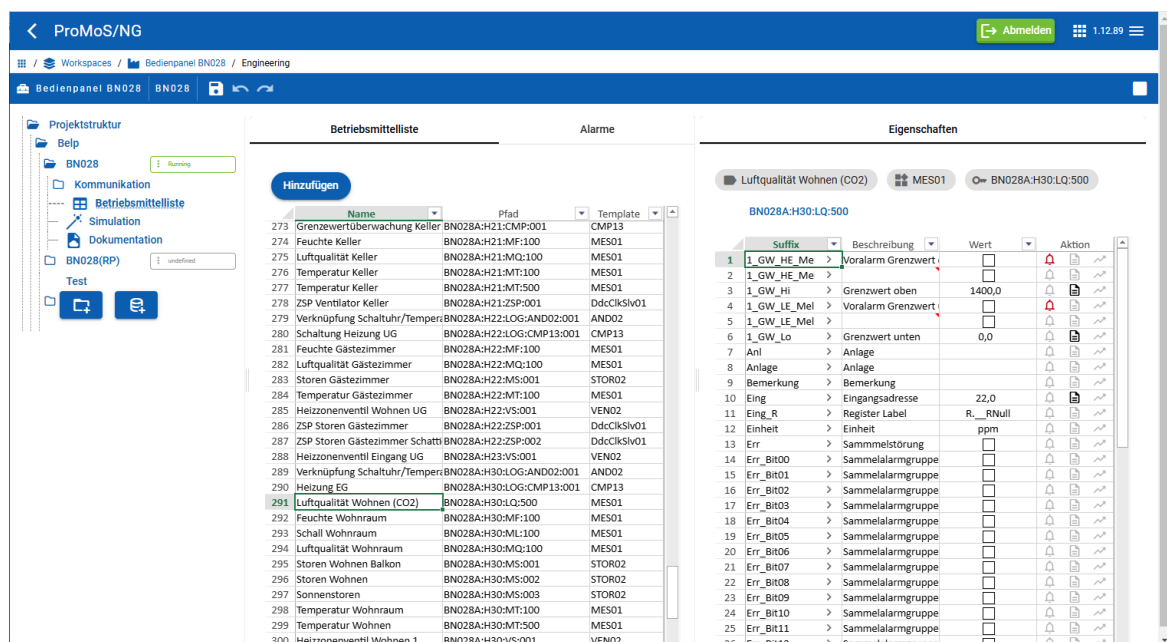 ProMoS/NG Abmelden 1.12.89
/ Workspaces / Bedienpanel BN028 / Engineering
Bedienpanel BN028 BN028
Projektstruktur
Belp
BN028 Running
Kommunikation
Betriebsmittelliste
Simulation
Dokumentation
BN028(RP) undefined
Test
Betriebsmittelliste Alarme
Hinzufügen
Name Pfad Template
273 Grenzewertüberwachung Keller BN028A:H21:CMP:001 CMP13
274 Feuchte Keller BN028A:H21:MF:100 MES01
275 Luftqualität Keller BN028A:H21:MQ:100 MES01
276 Temperatur Keller BN028A:H21:MT:100 MES01
277 Temperatur Keller BN028A:H21:MT:500 MES01
278 ZSP Ventilator Keller BN028A:H21:ZSP:001 DdcClkSlv01
279 Verknüpfung Schaltuhr/Tempera BN028A:H22:LOG:AND02:001 AND02
280 Schaltung Heizung UG BN028A:H22:LOG:CMP13:001 CMP13
281 Feuchte Gästezimmer BN028A:H22:MF:100 MES01
282 Luftqualität Gästezimmer BN028A:H22:MQ:100 MES01
283 Storen Gästezimmer BN028A:H22:MS:001 STOR02
284 Temperatur Gästezimmer BN028A:H22:MT:100 MES01
285 Heizzonenventil Wohnen UG BN028A:H22:VS:001 VEN02
286 ZSP Storen Gästezimmer BN028A:H22:ZSP:001 DdcClkSlv01
287 ZSP Storen Gästezimmer Schatti BN028A:H22:ZSP:002 DdcClkSlv01
288 Heizzonenventil Eingang UG BN028A:H23:VS:001 VEN02
289 Verknüpfung Schaltuhr/Tempera BN028A:H30:LOG:AND02:001 AND02
290 Heizung EG BN028A:H30:LOG:CMP13:001 CMP13
291 Luftqualität Wohnen (CO2) BN028A:H30:LQ:500 MES01
292 Feuchte Wohnraum BN028A:H30:MF:100 MES01
293 Schall Wohnraum BN028A:H30:ML:100 MES01
294 Luftqualität Wohnraum BN028A:H30:MQ:100 MES01
295 Storen Wohnen Balkon BN028A:H30:MS:001 STOR02
296 Storen Wohnen BN028A:H30:MS:002 STOR02
297 Sonnenstoren BN028A:H30:MS:003 STOR02
298 Temperatur Wohnraum BN028A:H30:MT:100 MES01
299 Temperatur Wohnen BN028A:H30:MT:500 MES01
300 Heizzonenventil Wohnen 1 BN028A:H30:VS:001 VEN02
Eigenschaften
Luftqualität Wohnen (CO2) MES01 BN028A:H30:LQ:500
BN028A:H30:LQ:500
Suffix Beschreibung Wert Aktion
1 1_GW_HE_Me > Voralarm Grenzwert
2 1_GW_HE_Me >
3 1_GW_Hi > Grenzwert oben 1400,0
4 1_GW_LE_Mel > Voralarm Grenzwert
5 1_GW_LE_Mel >
6 1_GW_Lo > Grenzwert unten 0,0
7 Anl > Anlage
8 Anlage > Anlage
9 Bemerkung > Bemerkung
10 Eing > Eingangsadresse 22,0
11 Eing_R > Register Label R.__RNull
12 Einheit > Einheit ppm
13 Err > Sammmelstörung
14 Err_Bit00 > Sammelalarmgruppe
15 Err_Bit01 > Sammelalarmgruppe
16 Err_Bit02 > Sammelalarmgruppe
17 Err_Bit03 > Sammelalarmgruppe
18 Err_Bit04 > Sammelalarmgruppe
19 Err_Bit05 > Sammelalarmgruppe
20 Err_Bit06 > Sammelalarmgruppe
21 Err_Bit07 > Sammelalarmgruppe
22 Err_Bit08 > Sammelalarmgruppe
23 Err_Bit09 > Sammelalarmgruppe
24 Err_Bit10 > Sammelalarmgruppe
25 Err_Bit11 > Sammelalarmgruppe